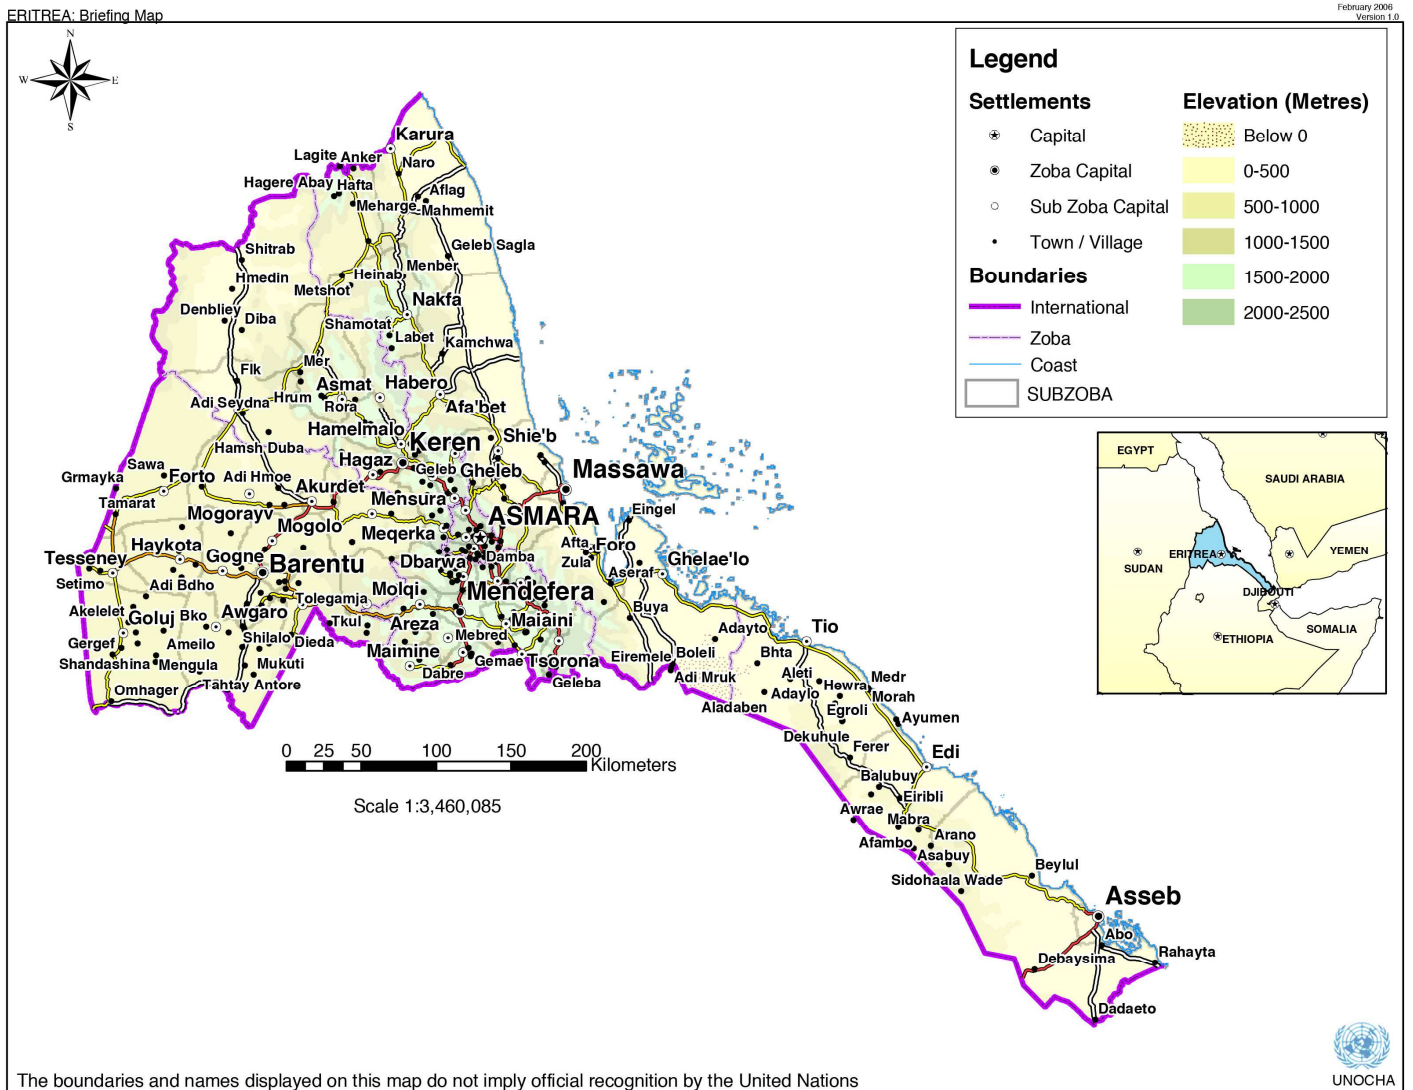 ERITREA: Briefing Map
February 2006
Version 1.0
N
W
E
S
Legend
Settlements
Capital
Zoba Capital
Sub Zoba Capital
Town / Village
Boundaries
International
Zoba
Coast
SUBZOBA
Elevation (Metres)
Below 0
0-500
500-1000
1000-1500
1500-2000
2000-2500
Karura
Lagite Anker
Naro
Hagere Abay Hafta
Aflag
Meharge
Mahmemit
Shitrab
Geleb Sagla
Hmedin
Heinab
Menber
Metshot
Nakfa
Denbliey
Diba
Shamotat
Labet
Kamchwa
Flk
Mer
Asmat
Habero
Adi Seydna
Hrum
Rora
Afa'bet
Hamelmalo
Keren
Shie'b
Hamsh Duba
Sawa
Hagaz
Geleb
Gheleb
Massawa
Grmayka
Forto
Adi Hmoe
Akurdet
Tamarat
Mensura
Eingel
Mogorayv
Mogolo
Meqerka
ASMARA
Haykota
Gogne
Afta
Foro
Tesseney
Barentu
Dbarwa
Damba
Zula
Ghelae'lo
Setimo
Adi Bdho
Aseraf
Molqi
Mendefera
Tolegamja
Akelelet
Goluj
Bko
Awgaro
Buya
Tkul
Areza
Maiaini
Gergef
Ameilo
Shilalo
Dieda
Mebred
Adayto
Tio
Shandashina
Mengula
Mukuti
Maimine
Gemae
Tsorona
Eiremele
Boleli
Bhta
Omhager
Tahtay Antore
Dabre
Geleba
Adi Mruk
Aleti
Hewra
Medr
Morah
Adaylo
Aladaben
Egroli
Ayumen
Dekuhule
Ferer
Edi
Balubuy
Eiribli
Awrae
Mabra
Arano
Afambo
Asabuy
Sidohaala Wade
Beylul
Asseb
Abo
Debaysima
Rahayta
Dadaeto
0 25 50 100 150 200
Kilometers
Scale 1:3,460,085
EGYPT
SAUDI ARABIA
ERITREA
YEMEN
SUDAN
DJIBOUTI
SOMALIA
ETHIOPIA
UNOCHA
The boundaries and names displayed on this map do not imply official recognition by the United Nations